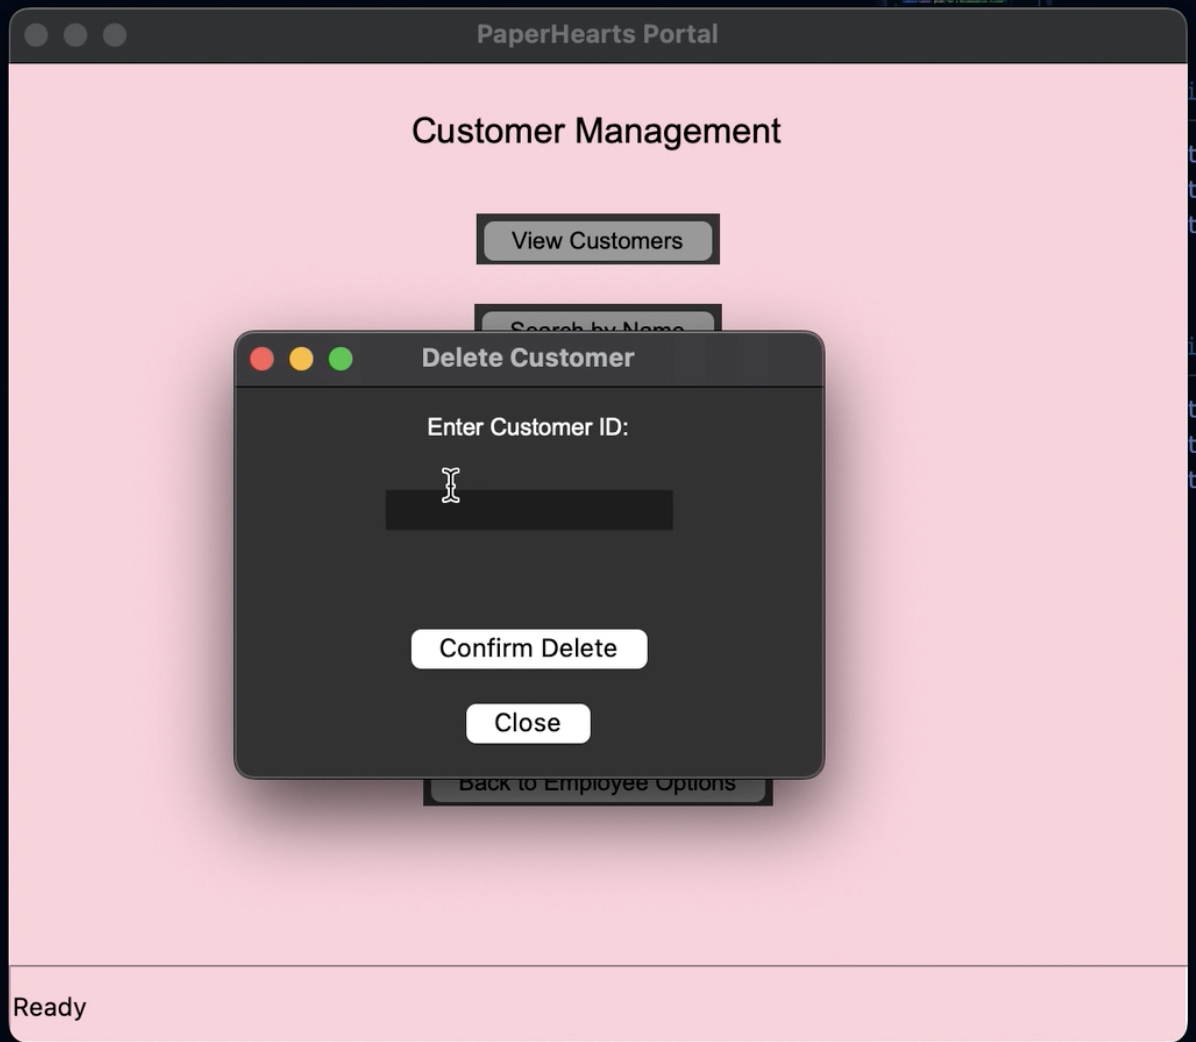 PaperHearts Portal
Customer Management
View Customers
Search by Name
Delete Customer
Enter Customer ID:
Confirm Delete
Close
Back to Employee Options
Ready